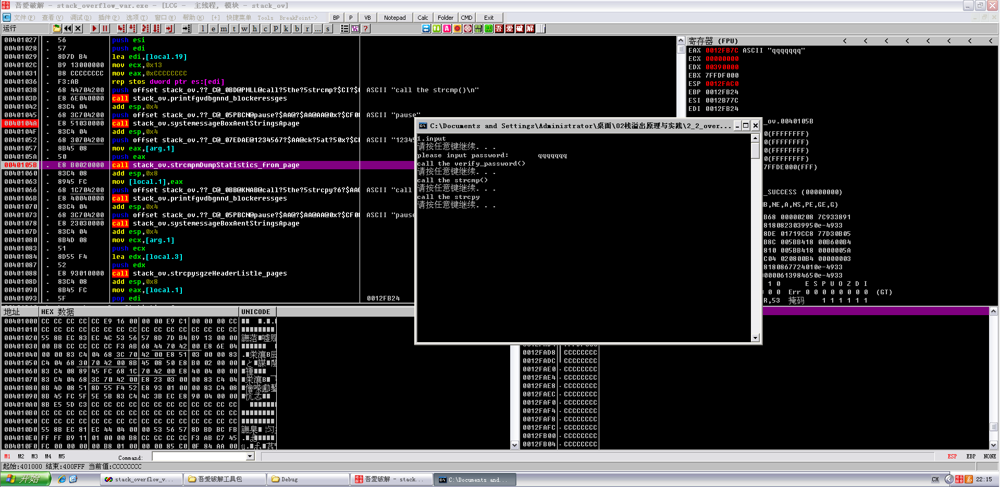 吾爱破解 - stack_overflow_var.exe - [LCG - 主线程, 模块 - stack_ov]
文件(F) 查看(V) 调试(D) 插件(P) 选项(T) 窗口(W) 帮助(H) [+] 快捷菜单 Tools BreakPoint->
BP P VB Notepad Calc Folder CMD Exit
运行
l e m t w h c p k b r ... s
吾 爱 破 解
00401027 . 56 push esi
00401028 . 57 push edi
00401029 . 8D7D B4 lea edi,[local.19]
0040102C . B9 13000000 mov ecx,0x13
00401031 . B8 CCCCCCCC mov eax,0xCCCCCCCC
00401036 . F3:AB rep stos dword ptr es:[edi]
00401038 . 68 44704200 push offset stack_ov.??_C@_0BD@PMLL@call?5the?5strcmp?$CI?$ ASCII "call the strcmp()\n"
0040103D . E8 6E040000 call stack_ov.printfgvdbgnnd_blockeressges
00401042 . 83C4 04 add esp,0x4
00401045 . 68 3C704200 push offset stack_ov.??_C@_05PBCN@pause?$AA@?$AA@AA@0x?$CF0 ASCII "pause"
0040104A . E8 51030000 call stack_ov.systemessageBoxAentStringsApage
0040104F . 83C4 04 add esp,0x4
00401052 . 68 30704200 push offset stack_ov.??_C@_07EDAE@1234567?$AA@ck?5at?50x?$C ASCII "12345
00401057 . 8B45 08 mov eax,[arg.1]
0040105A . 50 push eax
0040105B . E8 B0020000 call stack_ov.strcmpmDumpStatistics_from_page
00401060 . 83C4 08 add esp,0x8
00401063 . 8945 FC mov [local.1],eax
00401066 . 68 1C704200 push offset stack_ov.??_C@_0BB@KNAB@call?5the?5strcpy?6?$AA ASCII "call
0040106B . E8 40040000 call stack_ov.printfgvdbgnnd_blockeressges
00401070 . 83C4 04 add esp,0x4
00401073 . 68 3C704200 push offset stack_ov.??_C@_05PBCN@pause?$AA@?$AA@AA@0x?$CF0 ASCII "pause
00401078 . E8 23030000 call stack_ov.systemessageBoxAentStringsApage
0040107D . 83C4 04 add esp,0x4
00401080 . 8B4D 08 mov ecx,[arg.1]
00401083 . 51 push ecx
00401084 . 8D55 F4 lea edx,[local.3]
00401087 . 52 push edx
00401088 . E8 93010000 call stack_ov.strcpysgzeHeaderListle_pages
0040108D . 83C4 08 add esp,0x8
00401090 . 8B45 FC mov eax,[local.1]
00401093 . 5F pop edi 0012FB24
寄存器 (FPU) < < < < < < < <
EAX 0012FB7C ASCII "qqqqqqq"
ECX 00000000
EDX 00390000
EBX 7FFDF000
ESP 0012FAC0
EBP 0012FB24
ESI 0012B77C
EDI 0012FB24
_ov.0040105B
0(FFFFFFFF)
0(FFFFFFFF)
0(FFFFFFFF)
0(FFFFFFFF)
7FFDE000(FFF)
_SUCCESS (00000000)
B,NE,A,NS,PE,GE,G)
B68 00000208 7C933891
8180823039950e-4933
8DE 01719CC8 77D30B05
B8C 005BB418 00B600B4
810 005BB418 0000005A
C04 020800B4 00000003
8180867724010e-4933
0000613984650e-4933
1 0 E S P U O Z D I
0 0 Err 0 0 0 0 0 0 0 0 (GT)
R,53 掩码 1 1 1 1 1 1
C:\Documents and Settings\Administrator\桌面\02栈溢出原理与实践\2_2_over...
1.input
请按任意键继续. . .
please input password: qqqqqqq
call the verify_password()
请按任意键继续. . .
call the strcmp()
请按任意键继续. . .
call the strcpy
请按任意键继续. . .
地址 HEX 数据 UNICODE
00401000 CC CC CC CC CC E9 16 00 00 00 E9 C1 00 00 00 CC
00401010 CC CC CC CC CC CC CC CC CC CC CC CC CC CC CC CC
00401020 55 8B EC 83 EC 4C 53 56 57 8D 7D B4 B9 13 00 00
00401030 00 B8 CC CC CC CC F3 AB 68 44 70 42 00 E8 6E 04
00401040 00 00 83 C4 04 68 3C 70 42 00 E8 51 03 00 00 83
00401050 C4 04 68 30 70 42 00 8B 45 08 50 E8 B0 02 00 00
00401060 83 C4 08 89 45 FC 68 1C 70 42 00 E8 40 04 00 00
00401070 83 C4 04 68 3C 70 42 00 E8 23 03 00 00 83 C4 04
00401080 8B 4D 08 51 8D 55 F4 52 E8 93 01 00 00 83 C4 08
00401090 8B 45 FC 5F 5E 5B 83 C4 4C 3B EC E8 90 04 00 00
004010A0 8B E5 5D C3 CC CC CC CC CC CC CC CC CC CC CC CC
004010B0 CC CC CC CC CC CC CC CC CC CC CC CC CC CC CC CC
004010C0 CC CC CC CC CC CC CC CC CC CC CC CC CC CC CC CC
004010D0 55 8B EC 81 EC 44 04 00 00 53 56 57 8D BD BC FB
004010E0 FF FF B9 11 01 00 00 B8 CC CC CC CC F3 AB C7 45
004010F0 FC 00 00 00 00 B8 01 00 00 00 85 C0 0F 84 AA 00
0012FAD8 CCCCCCCC
0012FADC CCCCCCCC
0012FAE0 CCCCCCCC
0012FAE4 CCCCCCCC
0012FAE8 CCCCCCCC
0012FAEC CCCCCCCC
0012FAF0 CCCCCCCC
0012FAF4 CCCCCCCC
0012FAF8 CCCCCCCC
0012FAFC CCCCCCCC
0012FB00 CCCCCCCC
0012FB04 CCCCCCCC
M1 M2 M3 M4 M5 Command: ESP EBP NONE
起始:401000 结束:400FFF 当前值:CCCCCCCC
开始 stack_overflow_v... 吾爱破解工具包 Debug 吾爱破解 - stack... C:\Documents and... CH 22:15